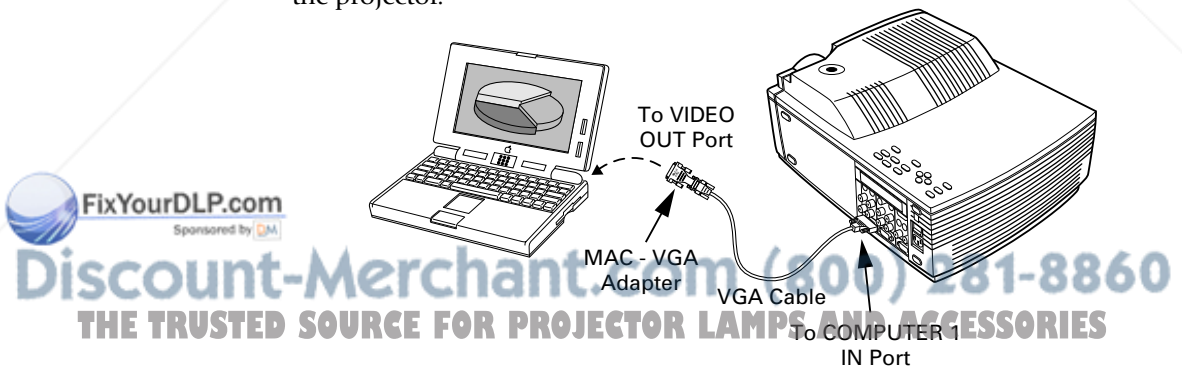 the projector.
To VIDEO
OUT Port
FixYourDLP.com
Sponsored by DM
MAC - VGA
Adapter
VGA Cable
Discount-Merchant.com (800) 281-8860
THE TRUSTED SOURCE FOR PROJECTOR LAMPS AND ACCESSORIES
To COMPUTER 1
IN Port